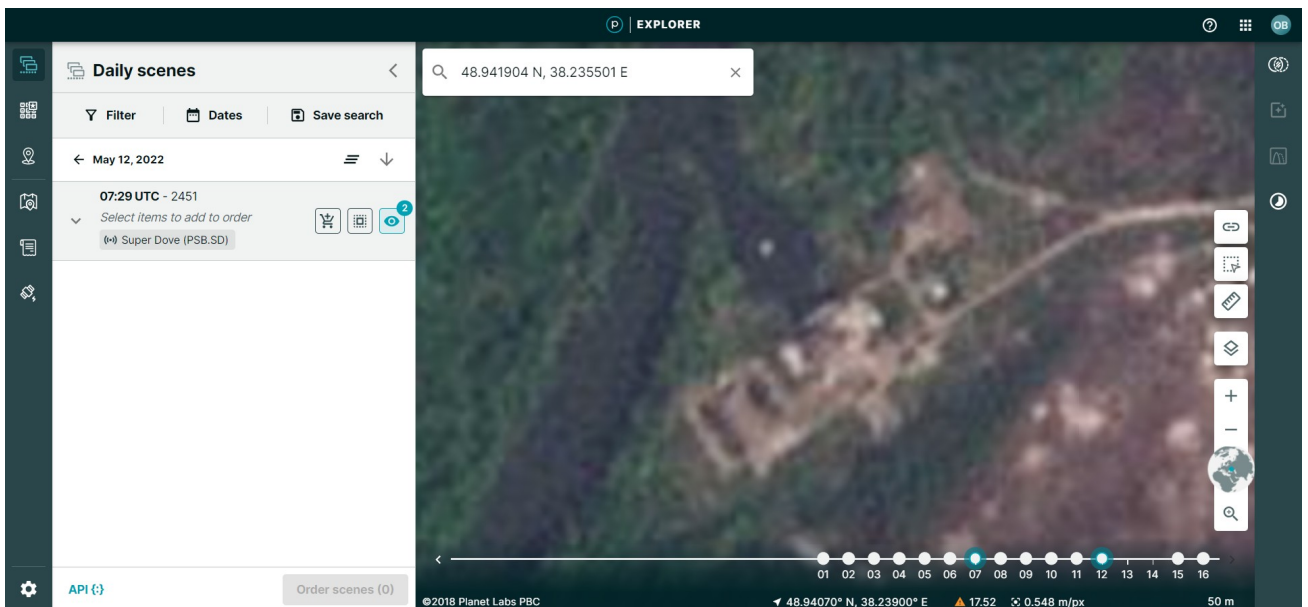 p | EXPLORER
OB
Daily scenes
48.941904 N, 38.235501 E
Filter
Dates
Save search
May 12, 2022
07:29 UTC - 2451
Select items to add to order
2
Super Dove (PSB.SD)
01 02 03 04 05 06 07 08 09 10 11 12 13 14 15 16
API {:}
Order scenes (0)
©2018 Planet Labs PBC
48.94070° N, 38.23900° E
17.52
0.548 m/px
50 m